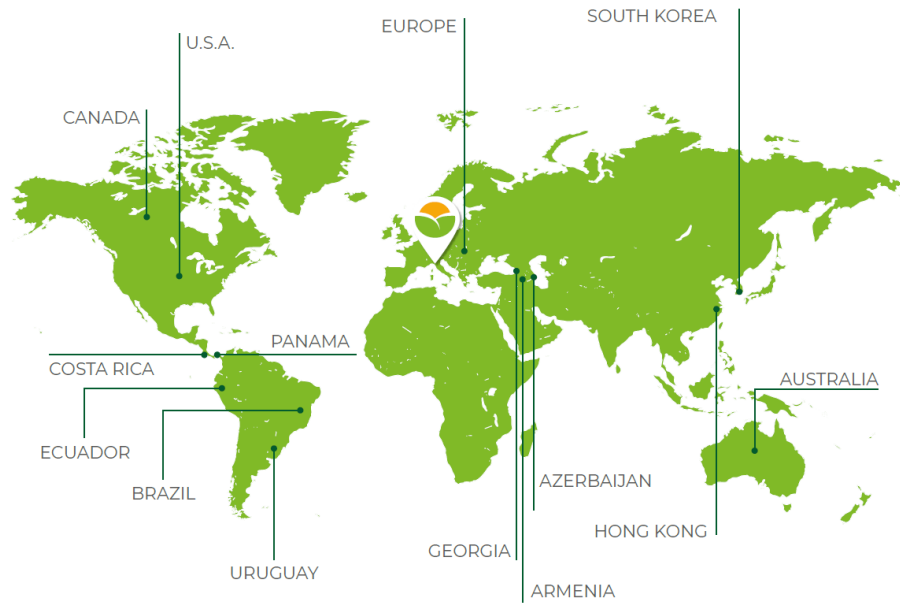 SOUTH KOREA
EUROPE
U.S.A.
CANADA
PANAMA
COSTA RICA
AUSTRALIA
ECUADOR
AZERBAIJAN
BRAZIL
HONG KONG
GEORGIA
URUGUAY
ARMENIA